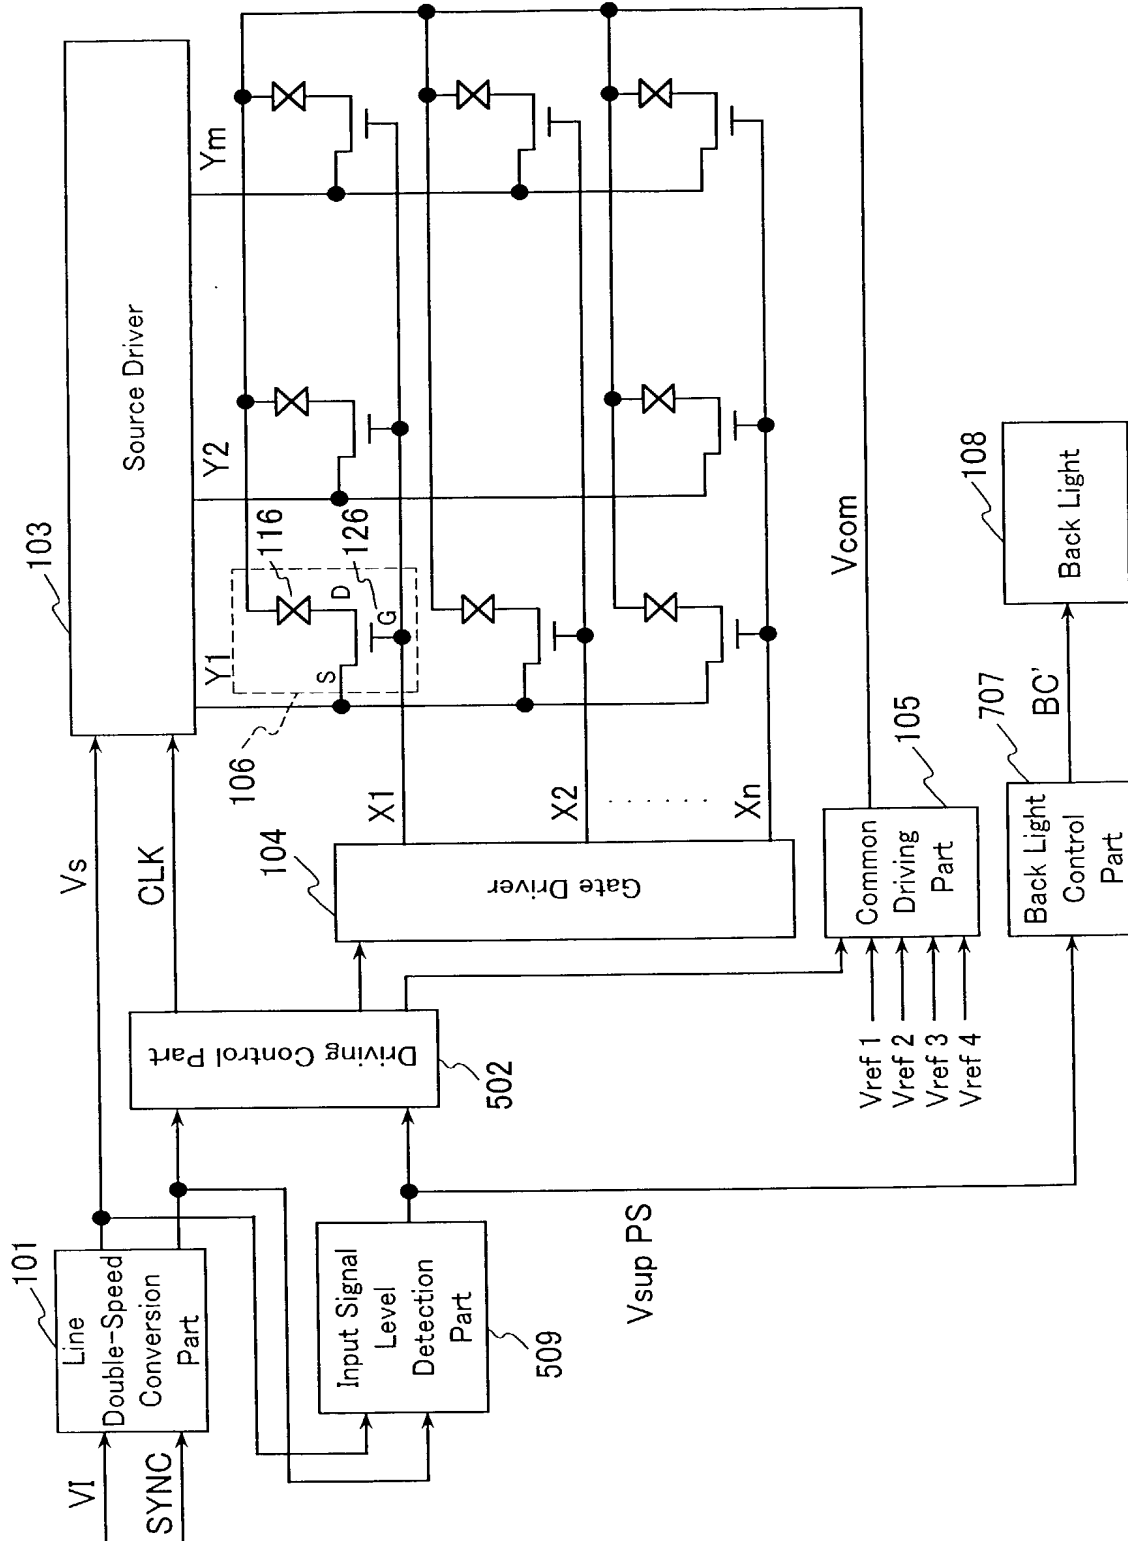 VI
SYNC
101
Line
Double-Speed
Conversion
Part
Vs
CLK
103
Source Driver
Y1
Y2
Ym
116
126
S
D
G
106
Driving Control Part
502
104
Gate Driver
X1
X2
. . . . . .
Xn
Input Signal
Level
Detection
Part
509
Vsup PS
Vref 1
Vref 2
Vref 3
Vref 4
Common
Driving
Part
105
Vcom
Back Light
Control
Part
707
BC'
108
Back Light